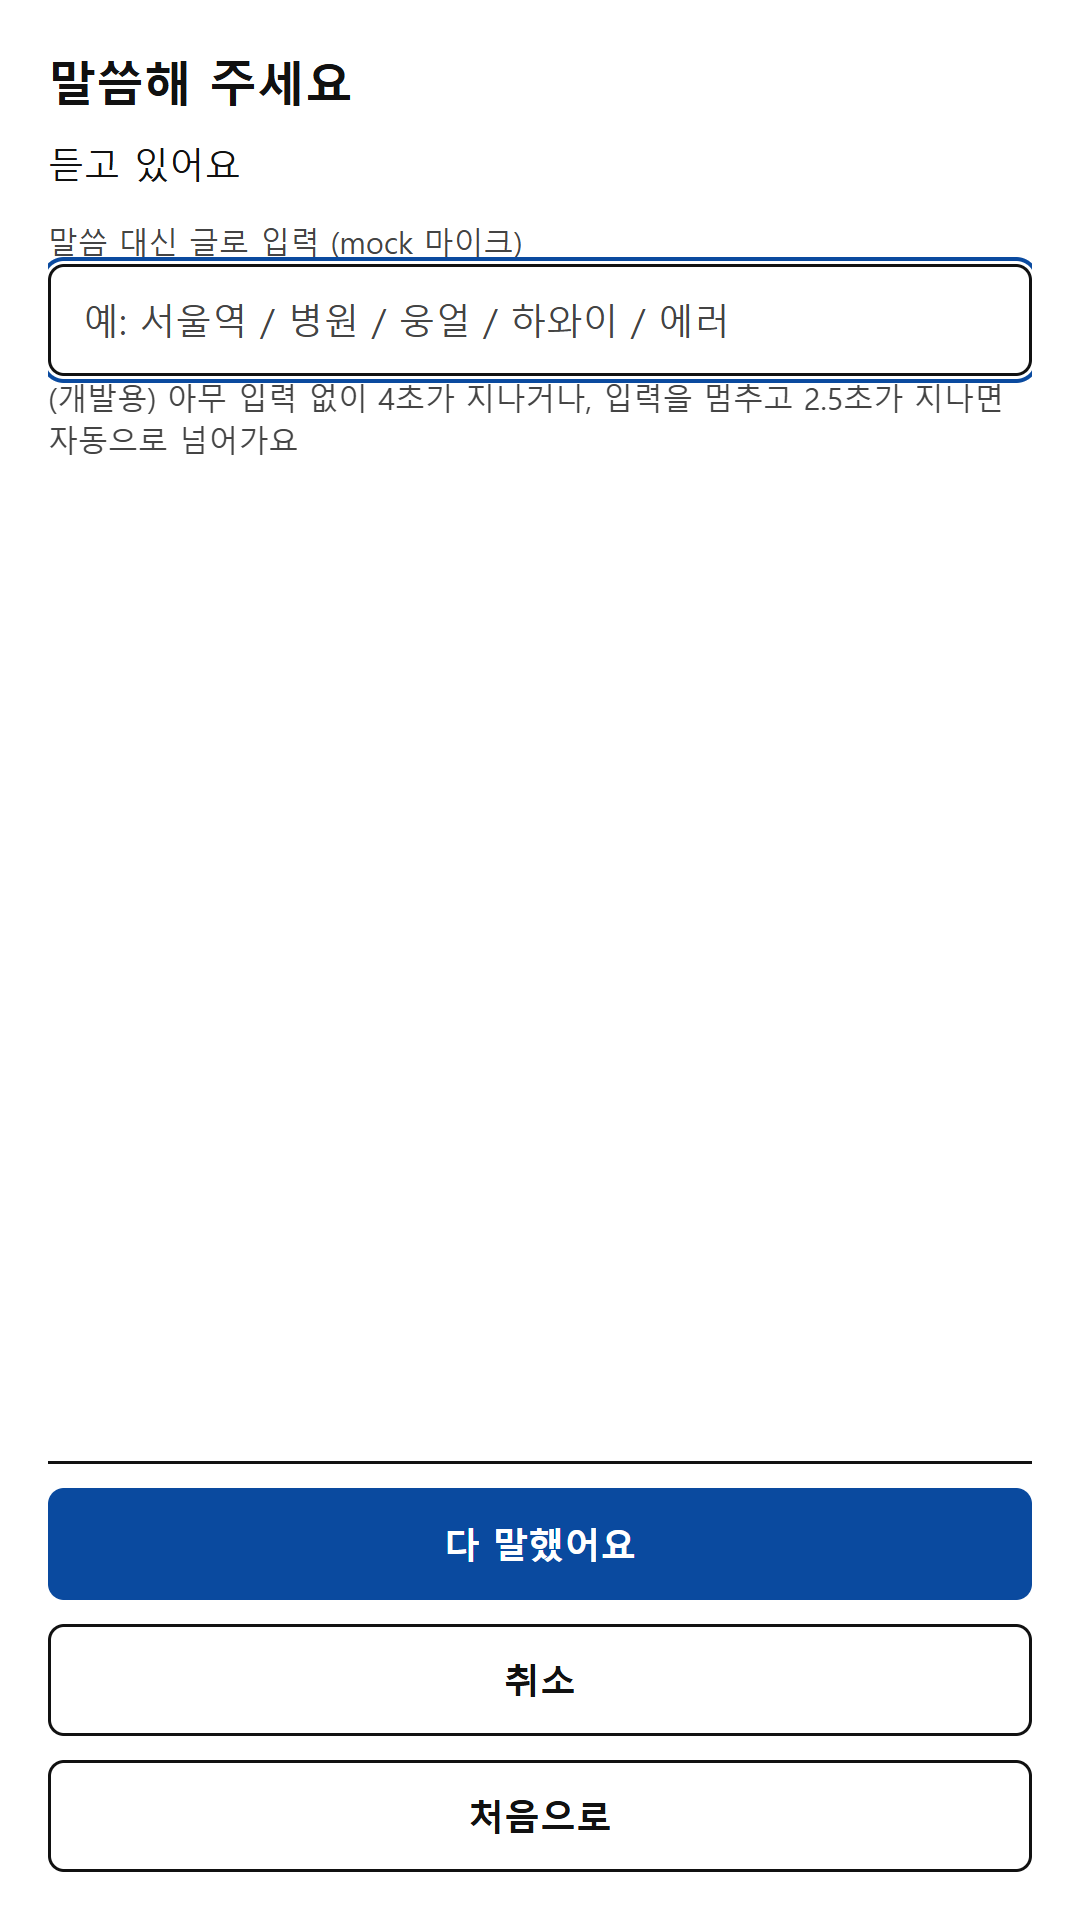 말씀해 주세요
듣고 있어요
말씀 대신 글로 입력 (mock 마이크)
예: 서울역 / 병원 / 웅얼 / 하와이 / 에러
(개발용) 아무 입력 없이 4초가 지나거나, 입력을 멈추고 2.5초가 지나면
자동으로 넘어가요
다 말했어요
취소
처음으로